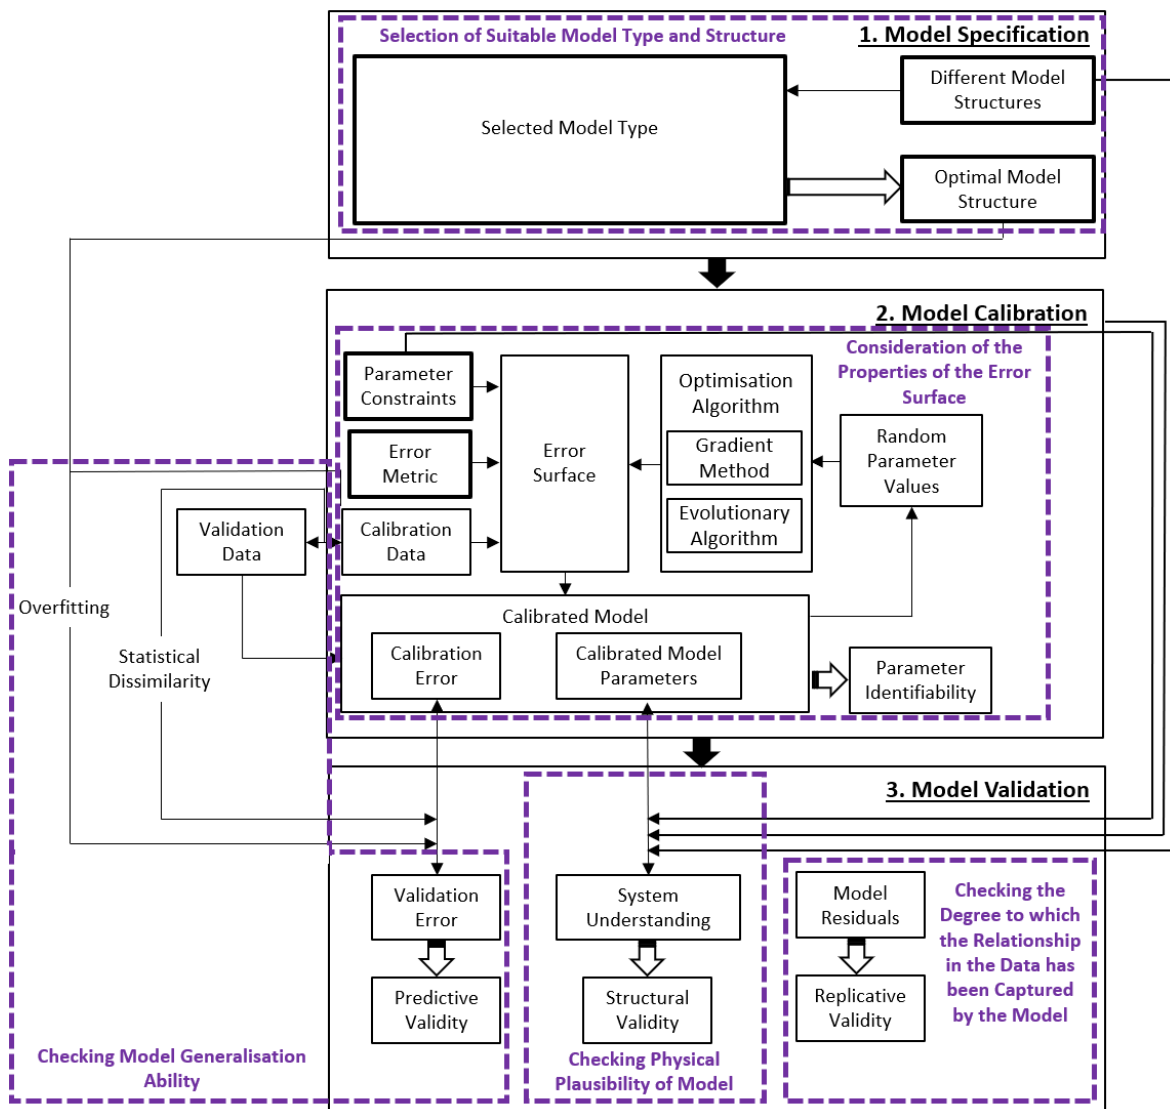 Selection of Suitable Model Type and Structure
1. Model Specification
Selected Model Type
Different Model
Structures
Optimal Model
Structure
2. Model Calibration
Consideration of the
Properties of the Error
Surface
Parameter
Constraints
Error
Metric
Calibration
Data
Validation
Data
Error
Surface
Optimisation
Algorithm
Gradient
Method
Evolutionary
Algorithm
Random
Parameter
Values
Overfitting
Statistical
Dissimilarity
Calibrated Model
Calibration
Error
Calibrated Model
Parameters
Parameter
Identifiability
3. Model Validation
Validation
Error
Predictive
Validity
Checking Model Generalisation
Ability
System
Understanding
Structural
Validity
Checking Physical
Plausibility of Model
Model
Residuals
Replicative
Validity
Checking the
Degree to which
the Relationship
in the Data has
been Captured
by the Model